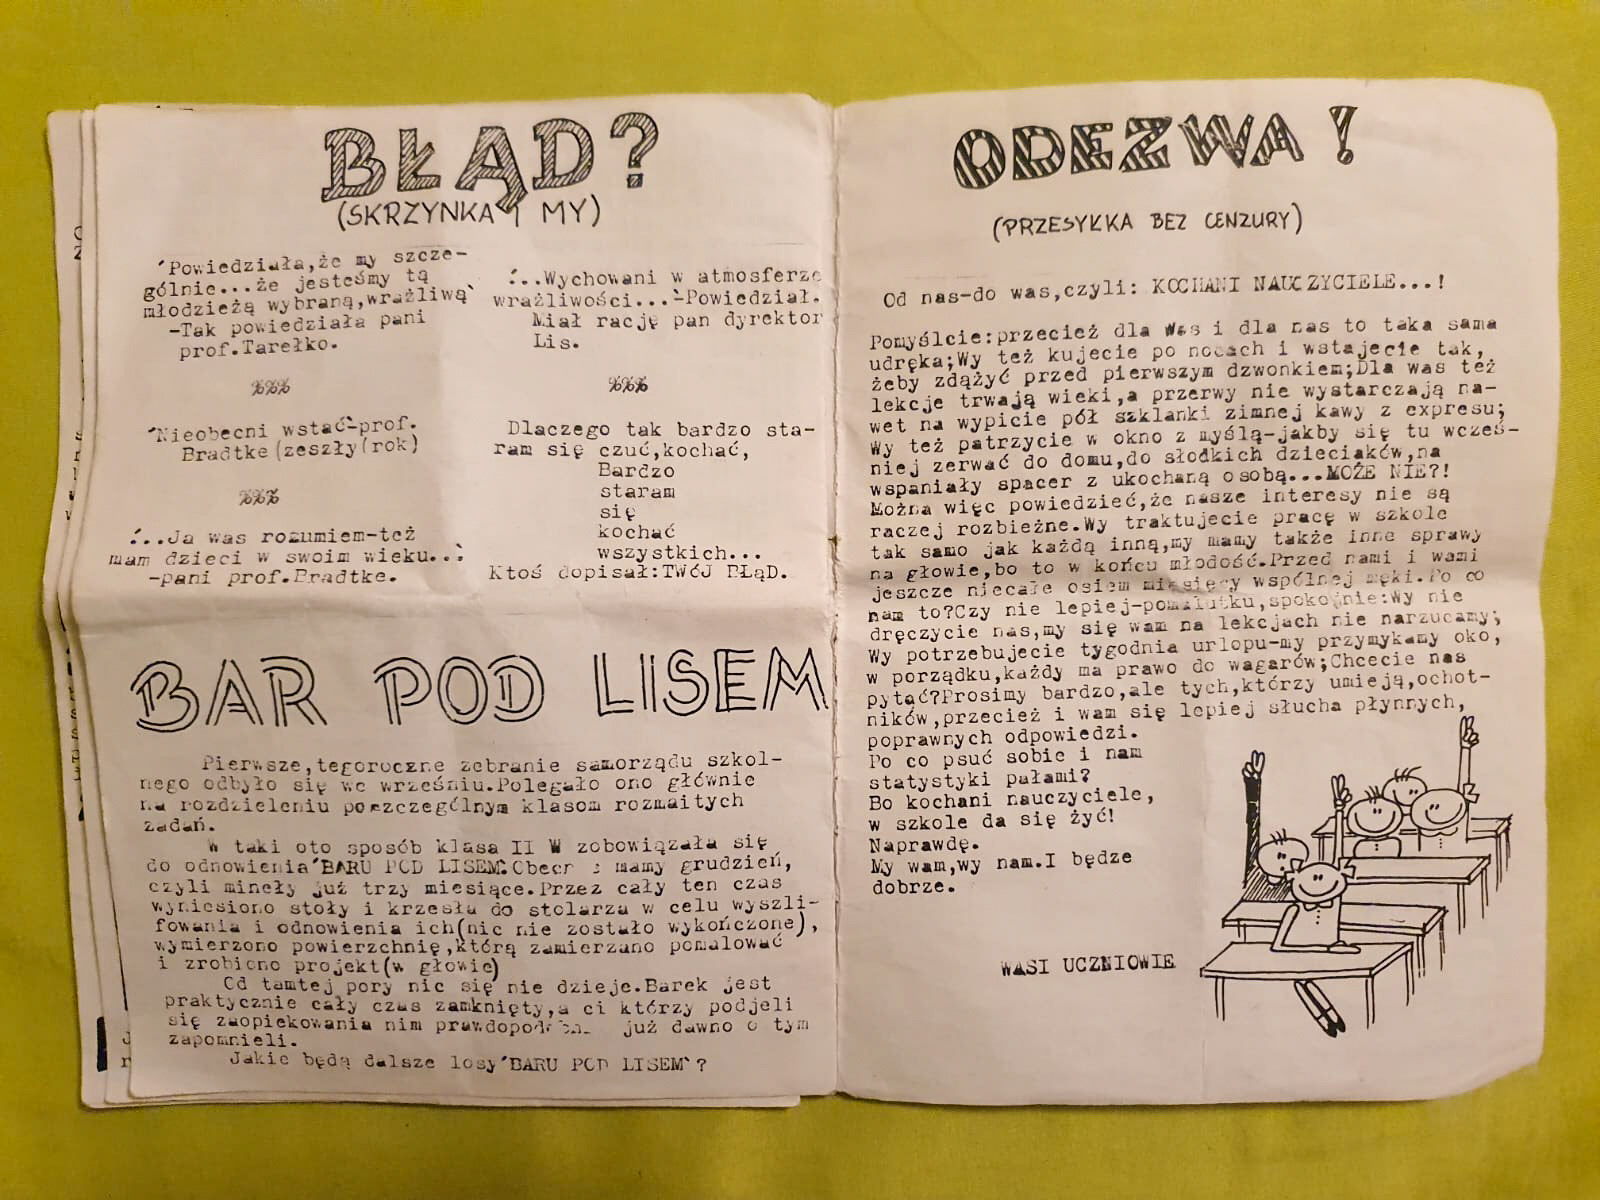 BŁĄD?
(SKRZYNKA I MY)
'Powiedziała,że my szcze-
gólnie...że jesteśmy tą
młodzieżą wybraną,wrażliwą'
-Tak powiedziała pani
prof.Tarełko.
%%%
'Nieobecni wstać'-prof.
Bradtke(zeszły(rok)
%%%
'...Ja was rozumiem-też
mam dzieci w swoim wieku...'
-pani prof.Bradtke.
'...Wychowani w atmosferze
wrażliwości...'-Powiedział.
Miał rację pan dyrektor
Lis.
%%%
Dlaczego tak bardzo sta-
ram się czuć,kochać,
Bardzo
staram
się
kochać
wszystkich...
Ktoś dopisał:TWÓJ BŁĄD.
BAR POD LISEM
Pierwsze,tegoroczne zebranie samorządu szkol-
nego odbyło się we wrześniu.Polegało ono głównie
na rozdzieleniu poszczególnym klasom rozmaitych
zadań.
W taki oto sposób klasa II W zobowiązała się
do odnowienia'BARU POD LISEM'.Obecn e mamy grudzień,
czyli mineły już trzy miesiące.Przez cały ten czas
wyniesiono stoły i krzesła do stolarza w celu wyszli-
fowania i odnowienia ich(nic nie zostało wykończone),
wymierzono powierzchnię,którą zamierzano pomalować
i zrobiono projekt(w głowie)
Od tamtej pory nic się nie dzieje.Barek jest
praktycznie cały czas zamknięty,a ci którzy podjeli
się zaopiekowania nim już dawno o tym
zapomnieli.
Jakie będą dalsze losy'BARU POD LISEM'?
ODEZWA!
(PRZESYŁKA BEZ CENZURY)
Od nas-do was,czyli: KOCHANI NAUCZYCIELE...!
Pomyślcie:przecież dla Was i dla nas to taka sama
udręka;Wy też kujecie po nocach i wstajecie tak,
żeby zdążyć przed pierwszym dzwonkiem;Dla was też
lekcje trwają wieki,a przerwy nie wystarczają na-
wet na wypicie pół szklanki zimnej kawy z expresu;
Wy też patrzycie w okno z myślą-jakby się tu wcześ-
niej zerwać do domu,do słodkich dzieciaków,na
wspaniały spacer z ukochaną osobą...MOŻE NIE?!
Można więc powiedzieć,że nasze interesy nie są
raczej rozbieżne.Wy traktujecie pracę w szkole
tak samo jak każdą inną,my mamy także inne sprawy
na głowie,bo to w końcu młodość.Przed nami i wami
jeszcze niecałe osiem miesięcy wspólnej męki.Po co
nam to?Czy nie lepiej-pomalutku,spokojnie:Wy nie
dręczycie nas,my się wam na lekcjach nie narzucamy;
Wy potrzebujecie tygodnia urlopu-my przymykamy oko,
w porządku,każdy ma prawo do wagarów;Chcecie nas
pytać?Prosimy bardzo,ale tych,którzy umieją,ochot-
ników,przecież i wam się lepiej słucha płynnych,
poprawnych odpowiedzi.
Po co psuć sobie i nam
statystyki pałami?
Bo kochani nauczyciele,
w szkole da się żyć!
Naprawdę.
My wam,wy nam.I będzie
dobrze.
WASI UCZNIOWIE